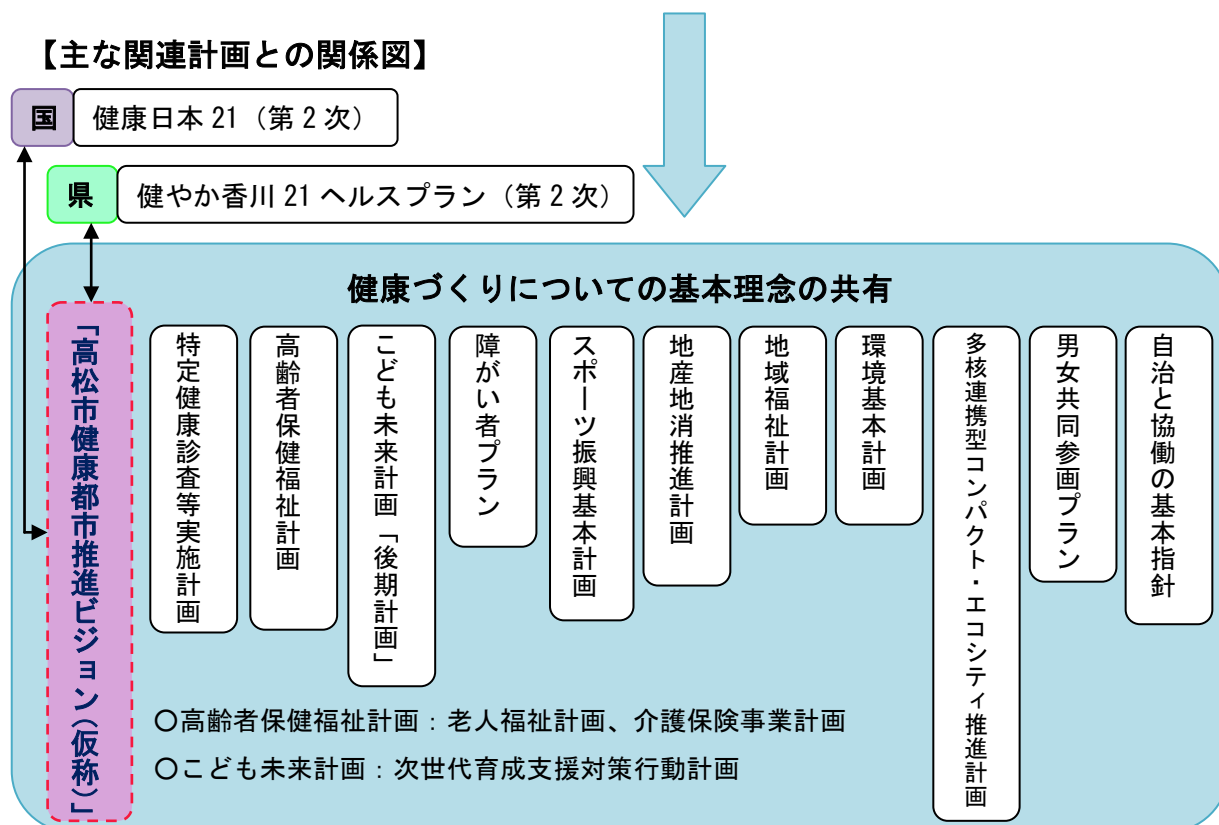 【主な関連計画との関係図】
国 健康日本 21（第 2 次）
県 健やか香川 21 ヘルスプラン（第 2 次）
健康づくりについての基本理念の共有
「高松市健康都市推進ビジョン（仮称）」
特定健康診査等実施計画
高齢者保健福祉計画
こども未来計画「後期計画」
障がい者プラン
スポーツ振興基本計画
地産地消推進計画
地域福祉計画
環境基本計画
多核連携型コンパクト・エコシティ推進計画
男女共同参画プラン
自治と協働の基本指針
〇高齢者保健福祉計画：老人福祉計画、介護保険事業計画
〇こども未来計画：次世代育成支援対策行動計画